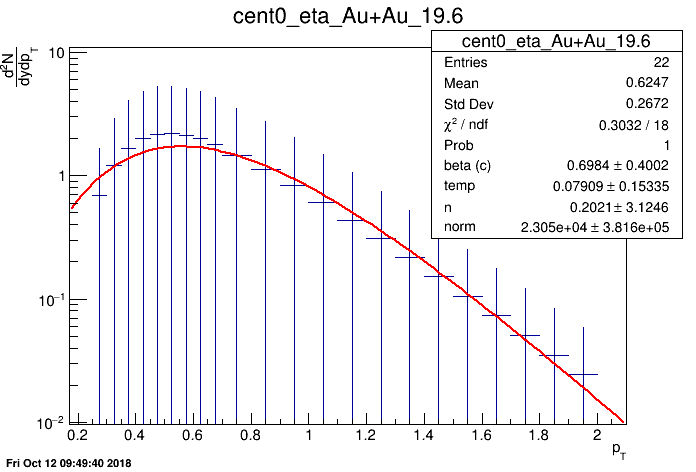 cent0_eta_Au+Au_19.6
cent0_eta_Au+Au_19.6
Entries 22
Mean 0.6247
Std Dev 0.2672
χ² / ndf 0.3032 / 18
Prob 1
beta (c) 0.6984 ± 0.4002
temp 0.07909 ± 0.15335
n 0.2021 ± 3.1246
norm 2.305e+04 ± 3.816e+05
d²N
dydp_T
10
1
10⁻¹
10⁻²
0.2 0.4 0.6 0.8 1 1.2 1.4 1.6 1.8 2
p_T
Fri Oct 12 09:49:40 2018